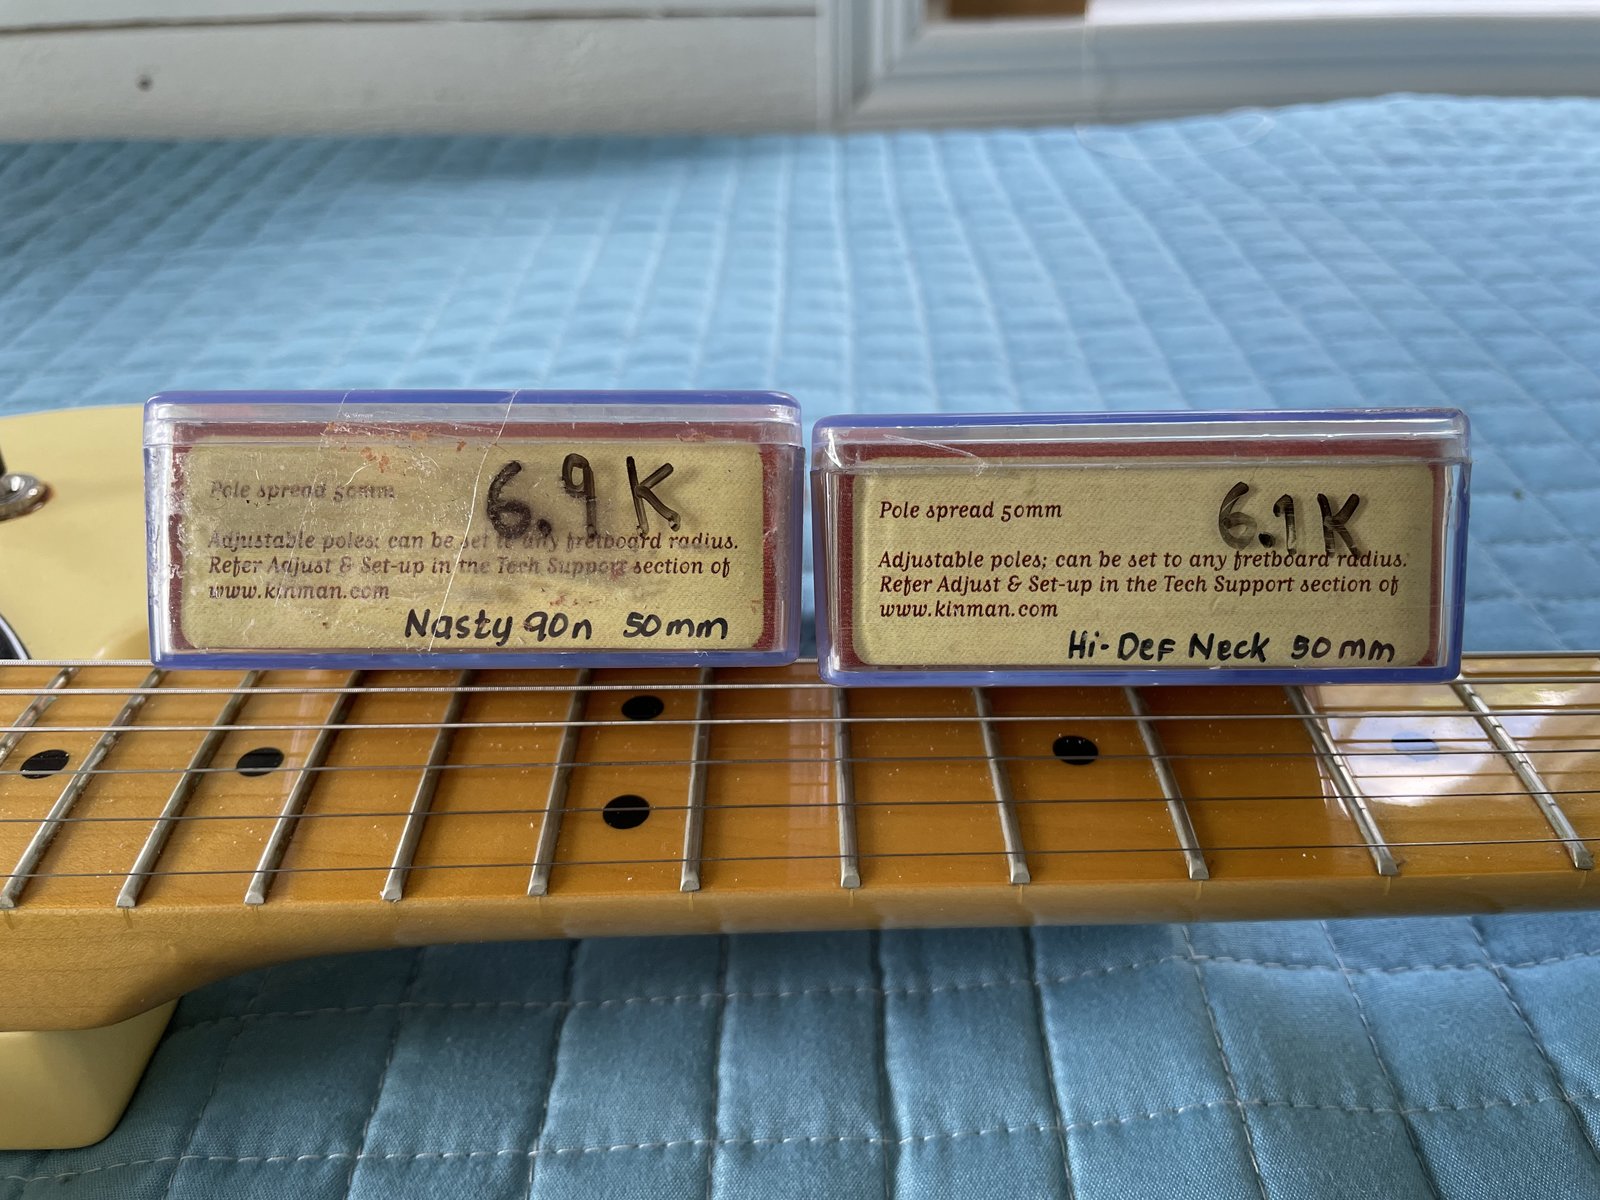 Pole spread 50mm 6.9K
Adjustable poles; can be set to any fretboard radius.
Refer Adjust & Set-up in the Tech Support section of
www.kinman.com
Nasty 90n 50mm
Pole spread 50mm 6.1K
Adjustable poles; can be set to any fretboard radius.
Refer Adjust & Set-up in the Tech Support section of
www.kinman.com
Hi-Def Neck 50mm